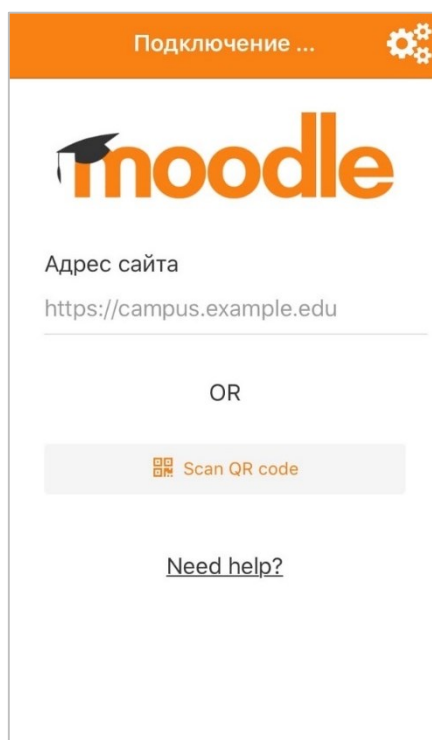 Подключение ...
moodle
Адрес сайта
https://campus.example.edu
OR
Scan QR code
Need help?